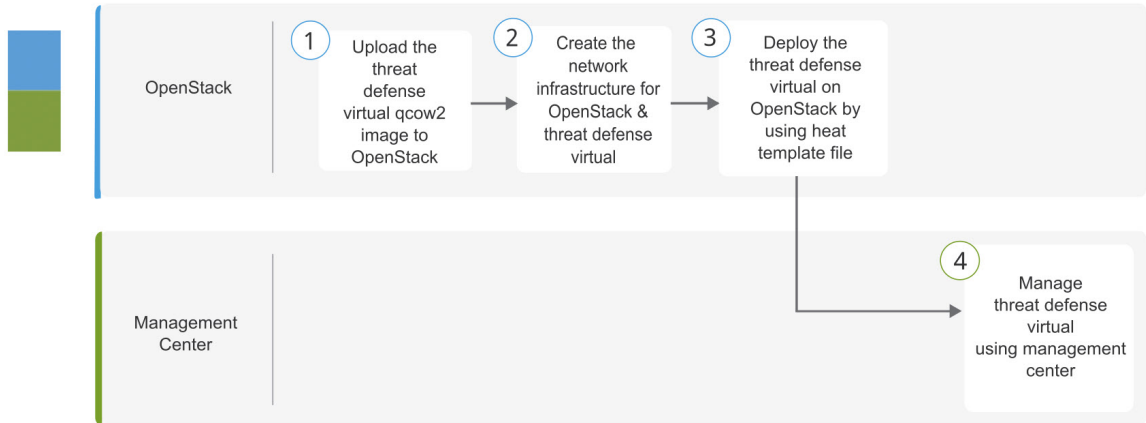 OpenStack
1
Upload the
threat
defense
virtual qcow2
image to
OpenStack
2
Create the
network
infrastructure for
OpenStack &
threat defense
virtual
3
Deploy the
threat defense
virtual on
OpenStack by
using heat
template file
Management
Center
4
Manage
threat defense
virtual
using management
center